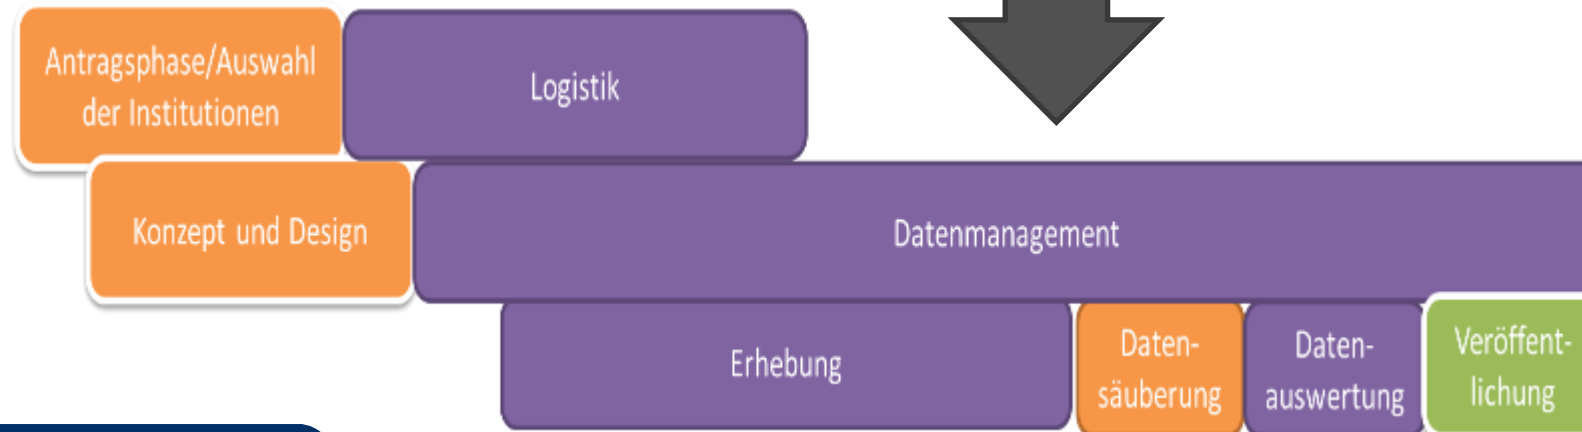 Antragsphase/Auswahl
der Institutionen
Logistik
Konzept und Design
Datenmanagement
Erhebung
Daten-
säuberung
Daten-
auswertung
Veröffent-
lichung